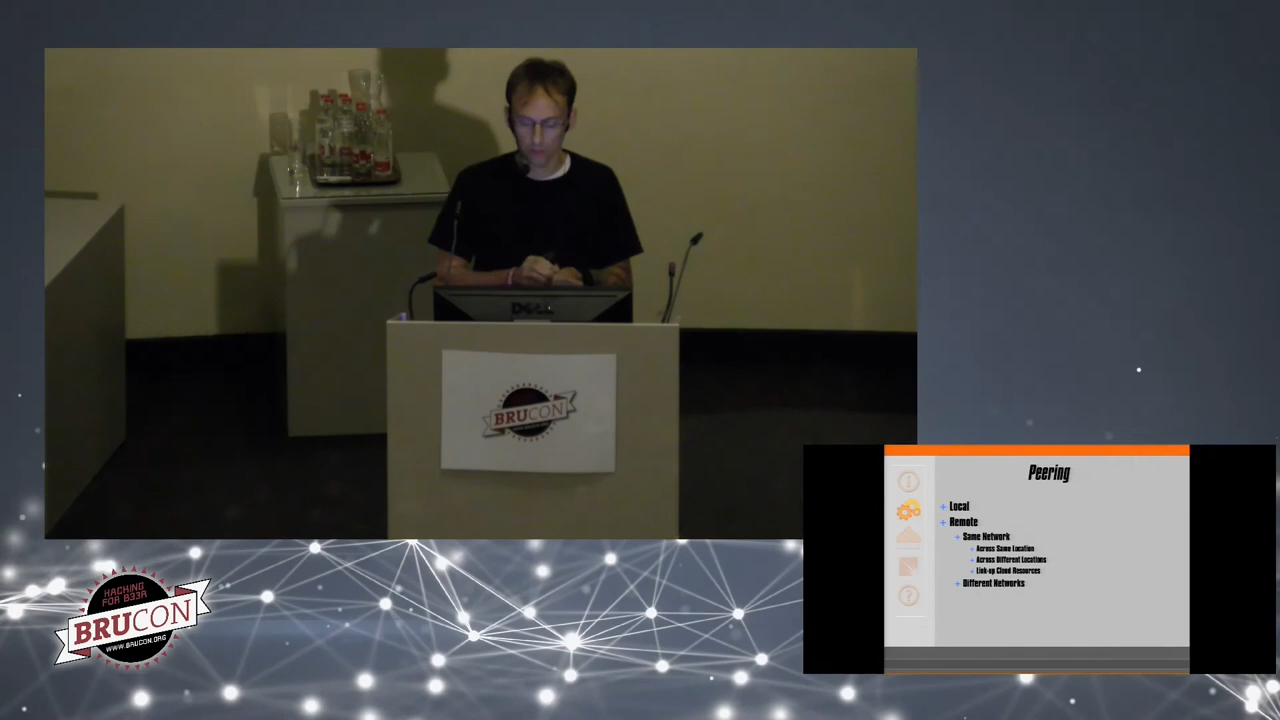 DELL
BRUCON
Peering
Local
Remote
Same Network
Across Same Location
Across Different Locations
Link-up Cloud Resources
Different Networks
HACKING
FOR B33R
BRUCON
WWW.BRUCON.ORG